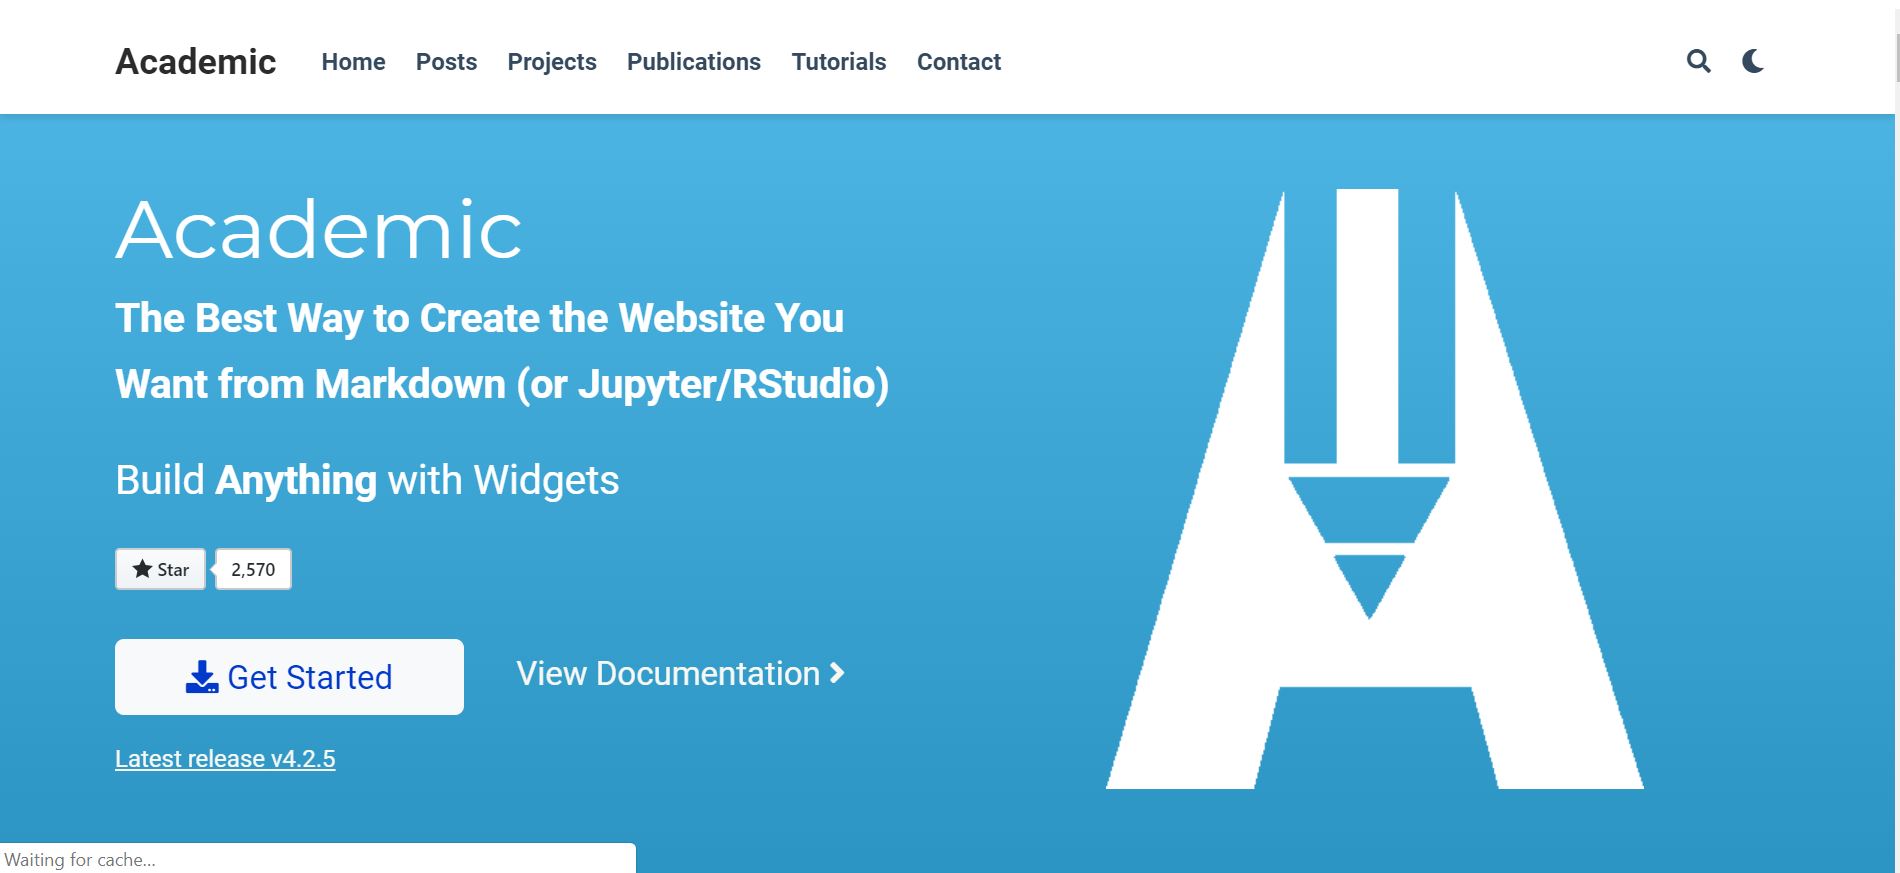 Academic Home Posts Projects Publications Tutorials Contact
Academic
The Best Way to Create the Website You
Want from Markdown (or Jupyter/RStudio)
Build Anything with Widgets
Star 2,570
Get Started View Documentation
Latest release v4.2.5
Waiting for cache...